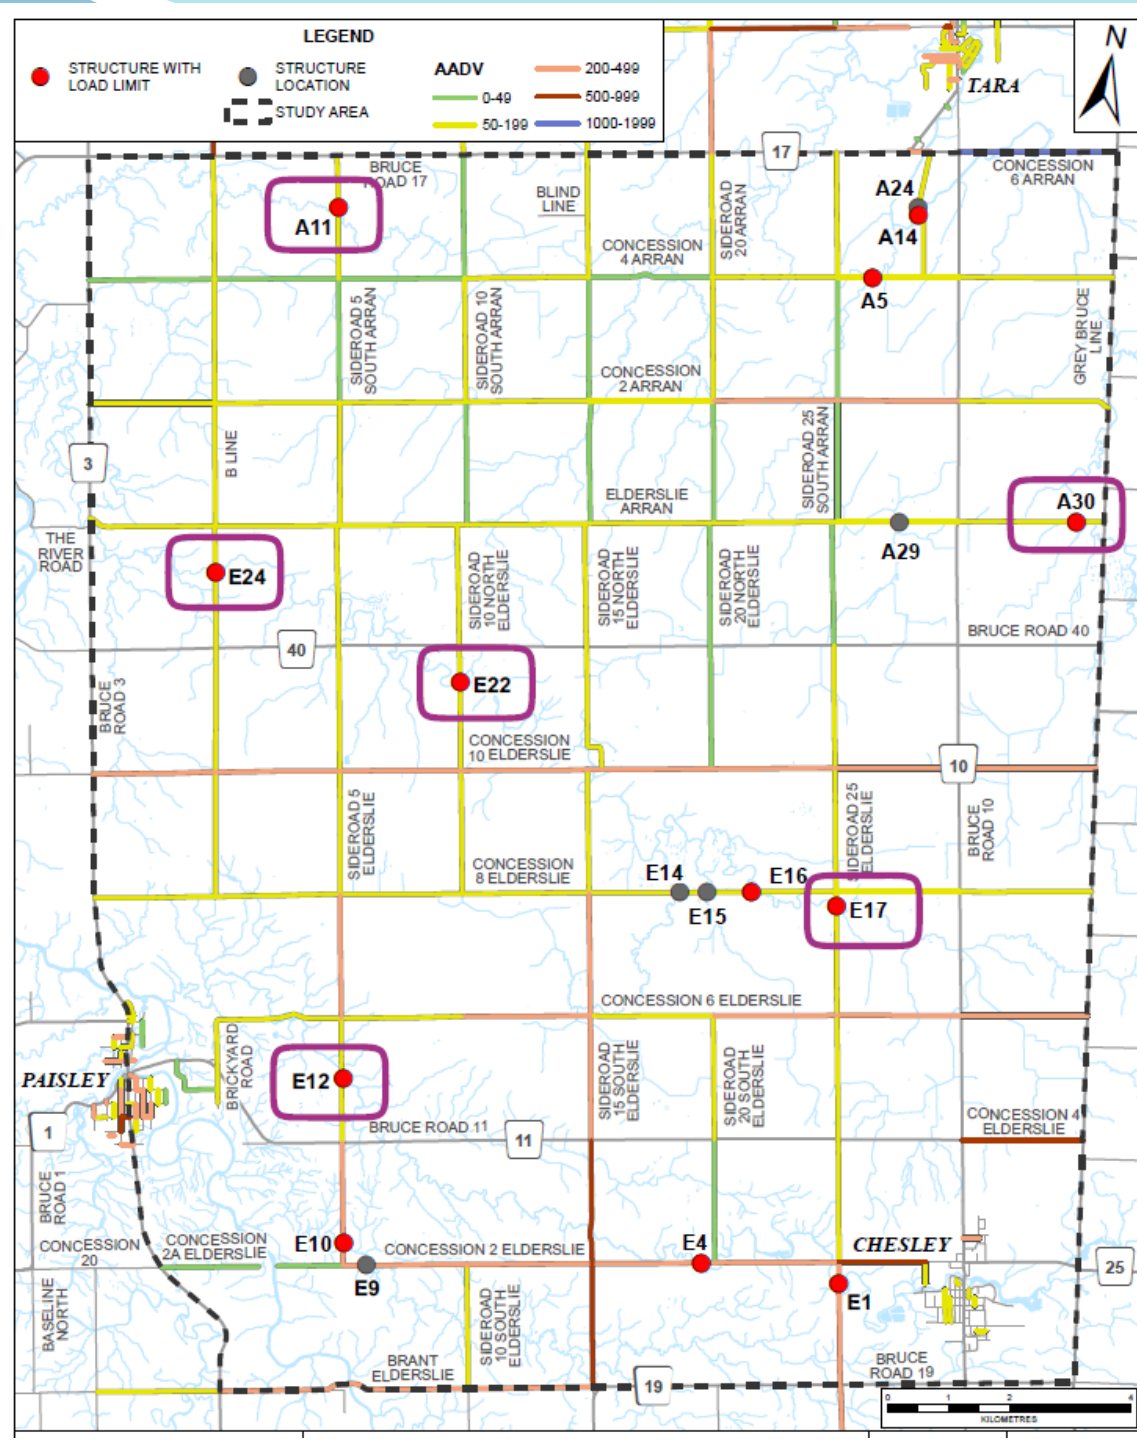 LEGEND
STRUCTURE WITH
LOAD LIMIT
STRUCTURE
LOCATION
STUDY AREA
AADV
0-49
50-199
200-499
500-999
1000-1999
N
TARA
17
BRUCE
ROAD 17
CONCESSION
6 ARRAN
A11
BLIND
LINE
SIDEROAD
20 ARRAN
A24
A14
CONCESSION
4 ARRAN
A5
SIDEROAD 5
SOUTH ARRAN
SIDEROAD 10
SOUTH ARRAN
GREY BRUCE
LINE
CONCESSION
2 ARRAN
B LINE
SIDEROAD 25
SOUTH ARRAN
3
ELDERSLIE
ARRAN
A30
A29
THE
RIVER
ROAD
E24
SIDEROAD
10 NORTH
ELDERSLIE
SIDEROAD
15 NORTH
ELDERSLIE
SIDEROAD
20 NORTH
ELDERSLIE
BRUCE ROAD 40
40
E22
BRUCE
ROAD 3
CONCESSION
10 ELDERSLIE
10
SIDEROAD 5
ELDERSLIE
SIDEROAD 25
ELDERSLIE
BRUCE
ROAD 10
CONCESSION
8 ELDERSLIE
E14
E15
E16
E17
CONCESSION 6 ELDERSLIE
BRICKYARD
ROAD
PAISLEY
E12
SIDEROAD
15 SOUTH
ELDERSLIE
SIDEROAD
20 SOUTH
ELDERSLIE
CONCESSION 4
ELDERSLIE
1
BRUCE ROAD 11
11
BRUCE
ROAD 1
CONCESSION
20
CONCESSION
2A ELDERSLIE
E10
CONCESSION 2 ELDERSLIE
E4
CHESLEY
E9
25
E1
BASELINE
NORTH
SIDEROAD
10 SOUTH
ELDERSLIE
BRANT
ELDERSLIE
19
BRUCE
ROAD 19
0 1 2 4
KILOMETRES